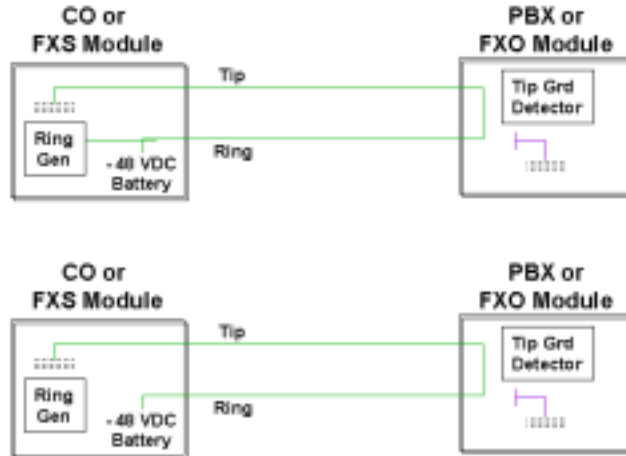 CO or
FXS Module
PBX or
FXO Module
Tip
Tip Grd
Detector
Ring
Gen
- 48 VDC
Battery
Ring
CO or
FXS Module
PBX or
FXO Module
Tip
Tip Grd
Detector
Ring
Gen
- 48 VDC
Battery
Ring